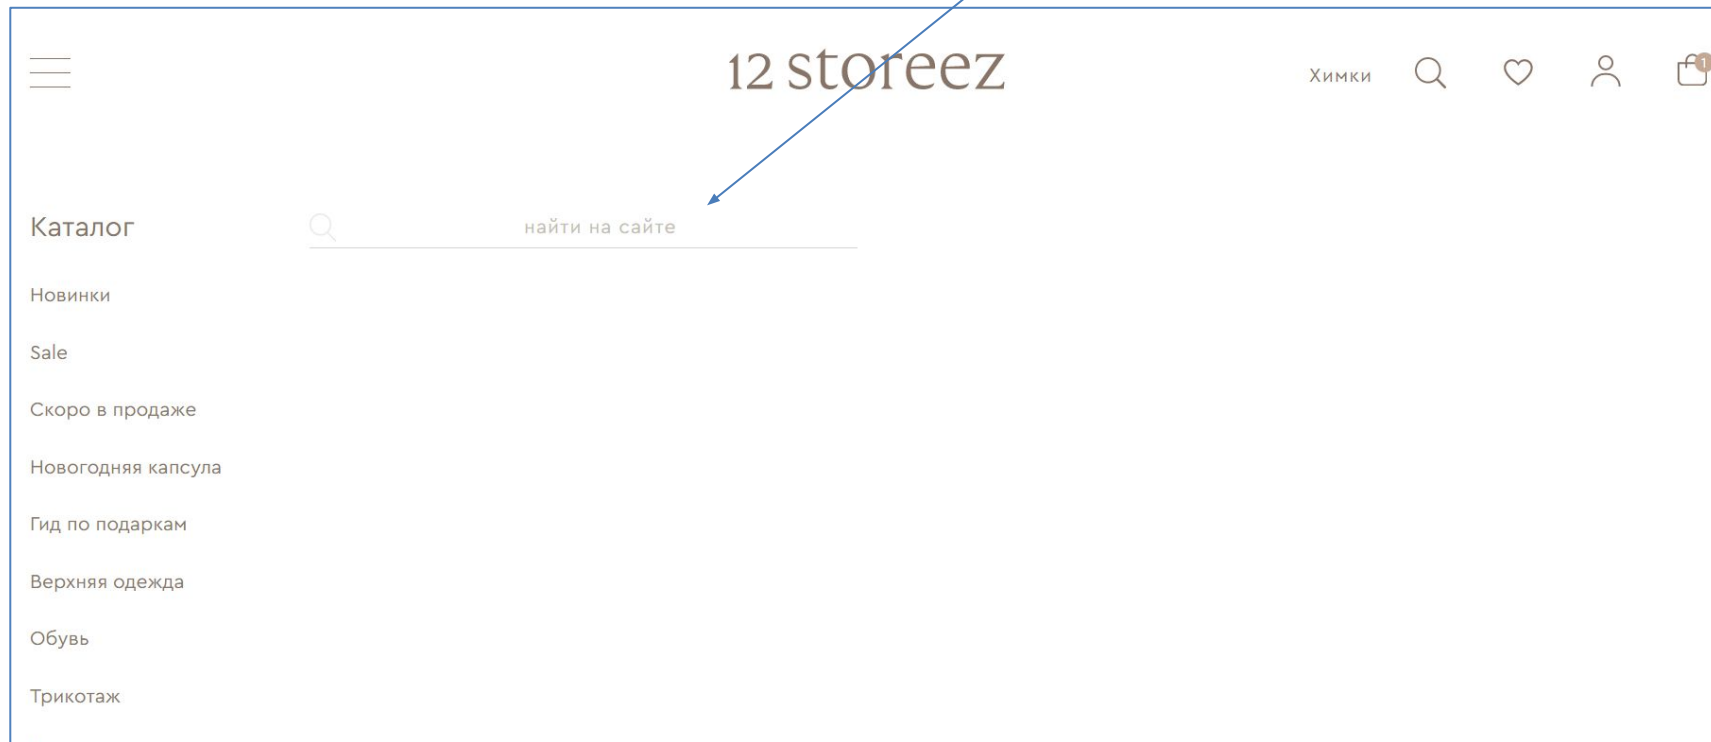 12 storeez
Химки
1
Каталог
найти на сайте
Новинки
Sale
Скоро в продаже
Новогодняя капсула
Гид по подаркам
Верхняя одежда
Обувь
Трикотаж